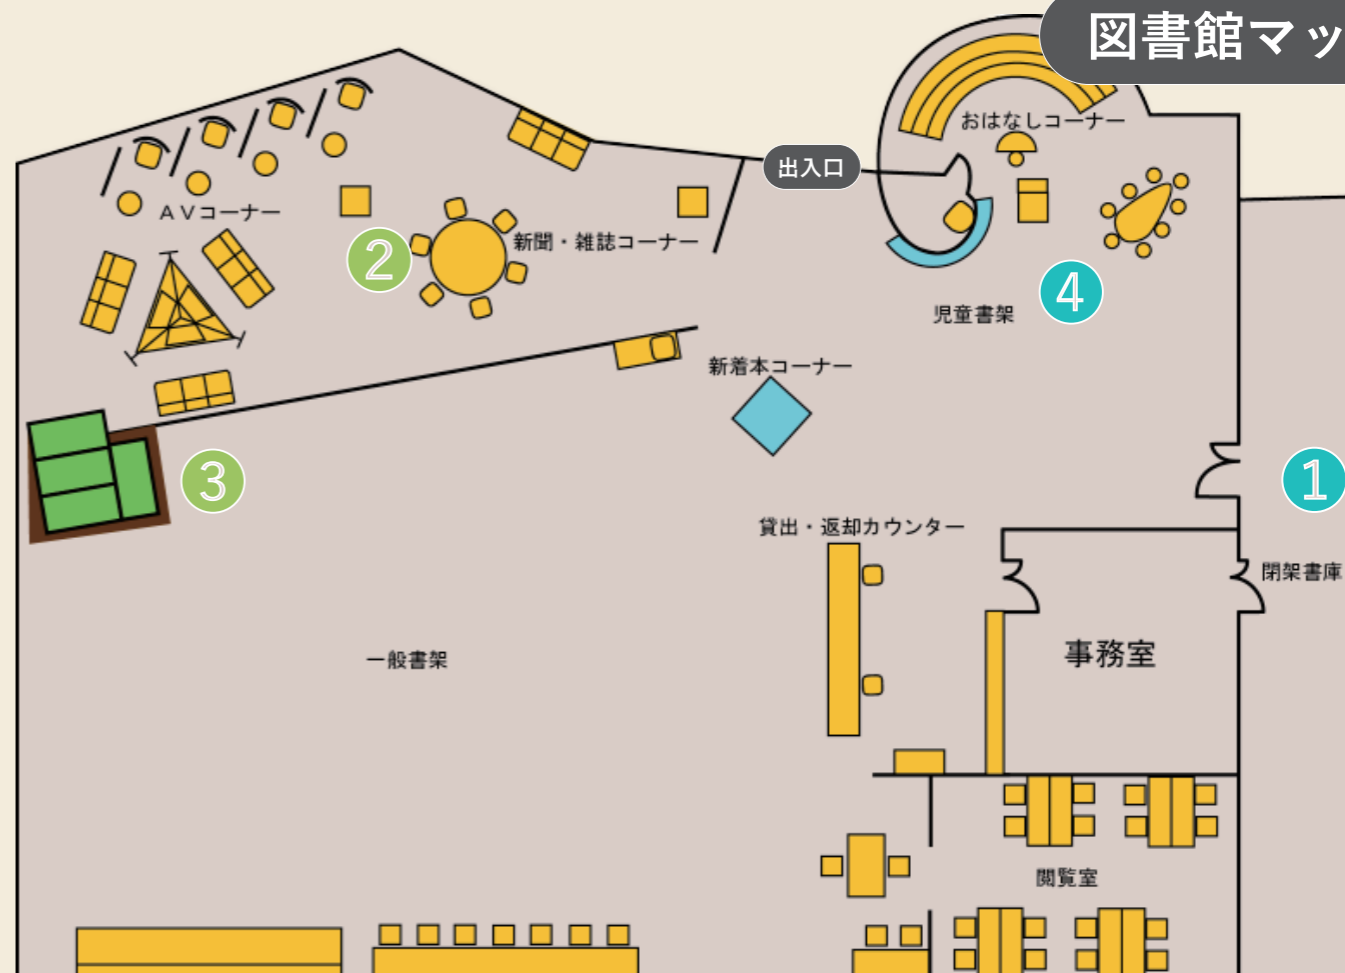 図書館マッ
おはなしコーナー
出入口
AVコーナー
2
新聞・雑誌コーナー
4
児童書架
新着本コーナー
3
1
貸出・返却カウンター
閉架書庫
事務室
一般書架
閲覧室